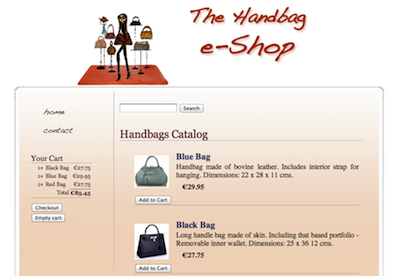 The Handbag
e-Shop
home
contact
Search
Handbags Catalog
Your Cart
1× Black Bag €27.75
1× Blue Bag €29.95
1× Red Bag €27.75
Total €85.45
Checkout
Empty cart
Blue Bag
Handbag made of bovine leather. Includes interior strap for
hanging. Dimensions: 22 x 28 x 11 cms.
€29.95
Add to Cart
Black Bag
Long handle bag made of skin. Including that based portfolio -
Removable inner wallet. Dimensions: 25 x 36 12 cms.
€27.75
Add to Cart